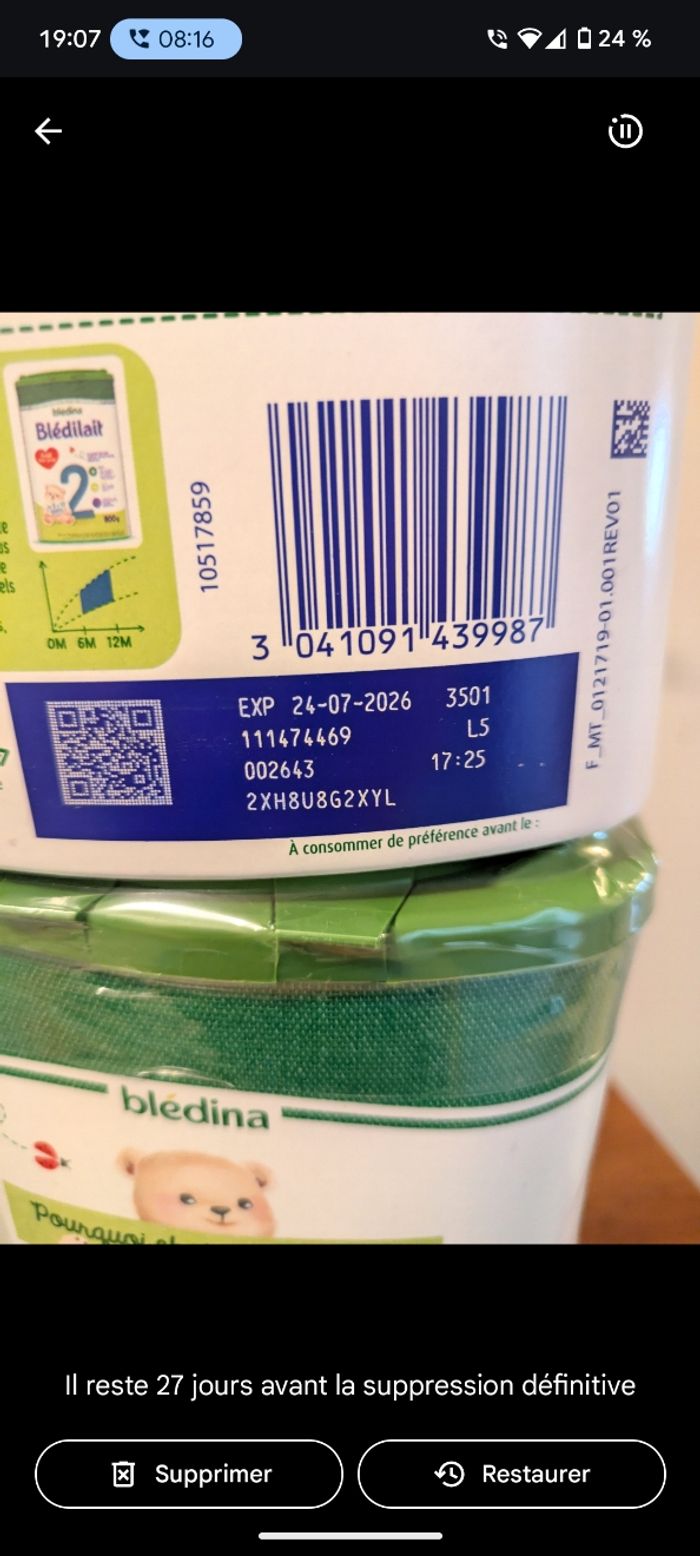 19:07 08:16 24 %
blédina
Blédilait
2
800g
0M 6M 12M
10517859
3 041091 439987
F_MT_0121719-01.001REV01
EXP 24-07-2026 3501
111474469 L5
002643 17:25
2XH8U8G2XYL
À consommer de préférence avant le :
blédina
Pourquoi
Il reste 27 jours avant la suppression définitive
Supprimer
Restaurer